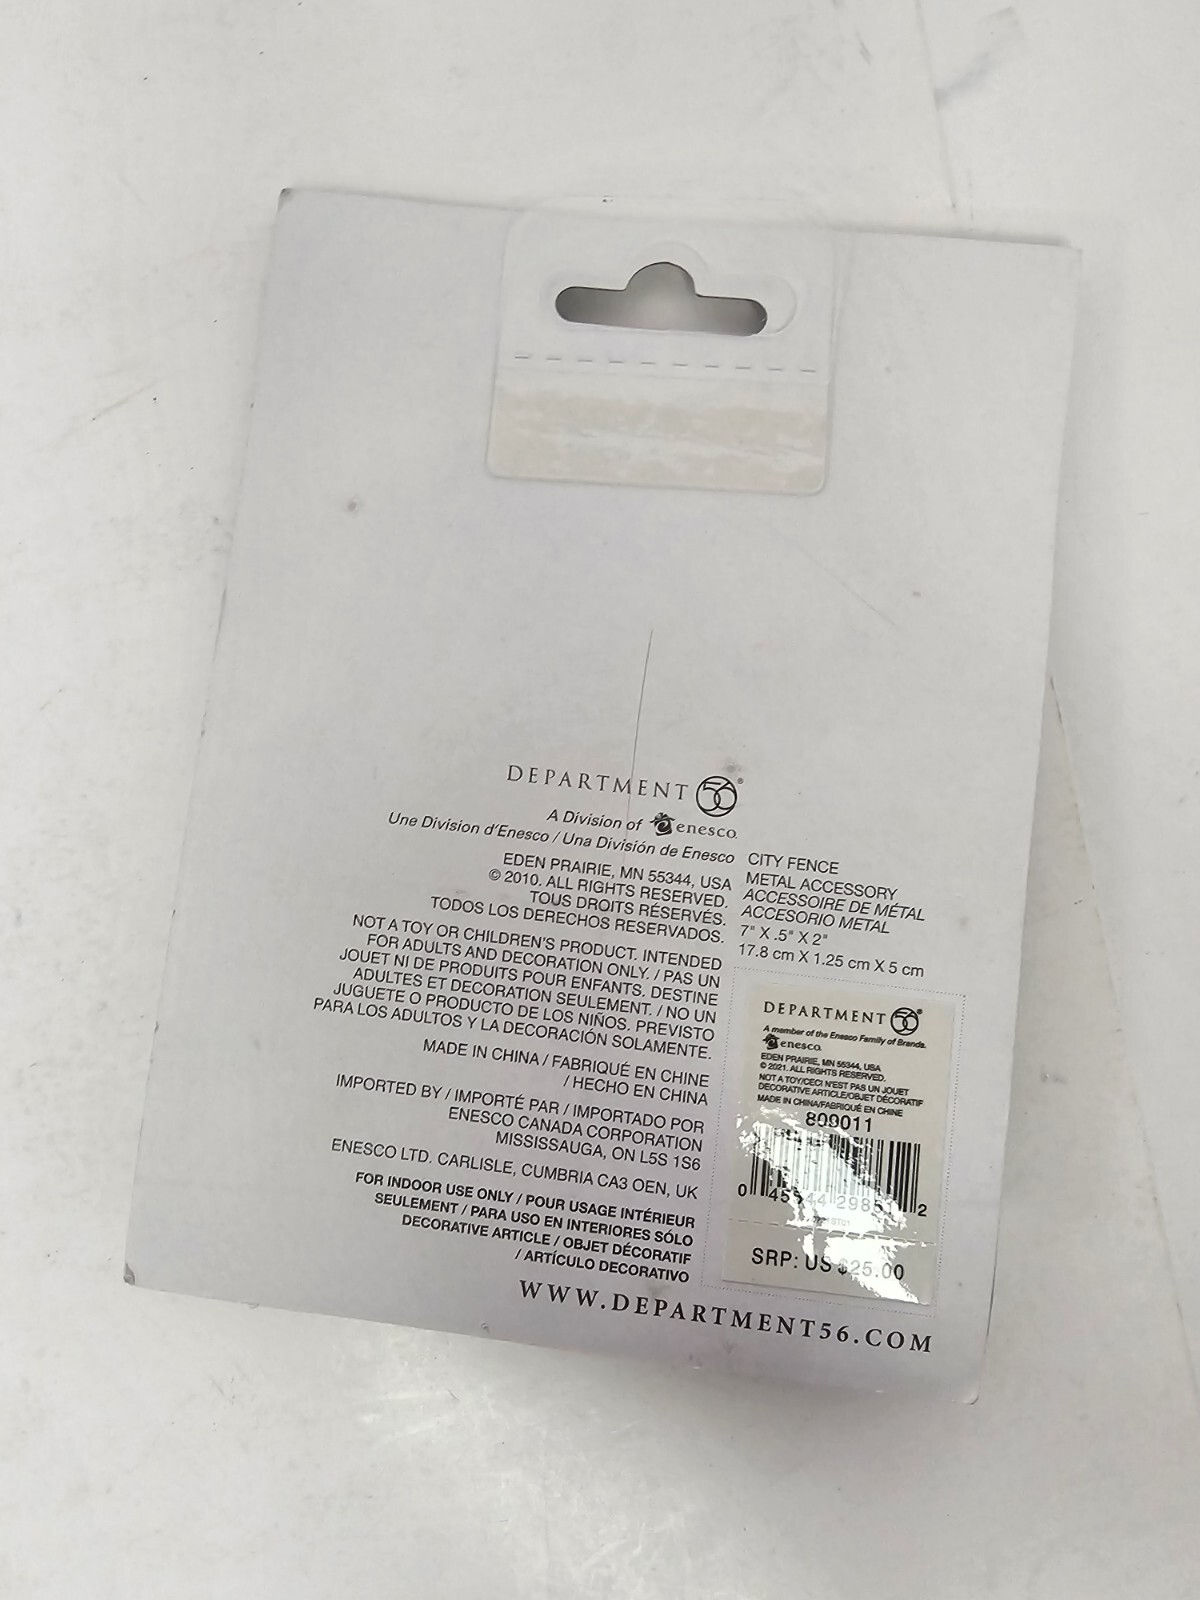 DEPARTMENT 56®
A Division of enesco.
Une Division d'Enesco / Una División de Enesco
EDEN PRAIRIE, MN 55344, USA
© 2010. ALL RIGHTS RESERVED.
TOUS DROITS RÉSERVÉS.
TODOS LOS DERECHOS RESERVADOS.
NOT A TOY OR CHILDREN'S PRODUCT. INTENDED
FOR ADULTS AND DECORATION ONLY. / PAS UN
JOUET NI DE PRODUITS POUR ENFANTS. DESTINE
ADULTES ET DECORATION SEULEMENT. / NO UN
JUGUETE O PRODUCTO DE LOS NIÑOS. PREVISTO
PARA LOS ADULTOS Y LA DECORACIÓN SOLAMENTE.
MADE IN CHINA / FABRIQUÉ EN CHINE
/ HECHO EN CHINA
IMPORTED BY / IMPORTÉ PAR / IMPORTADO POR
ENESCO CANADA CORPORATION
MISSISSAUGA, ON L5S 1S6
ENESCO LTD. CARLISLE, CUMBRIA CA3 OEN, UK
FOR INDOOR USE ONLY / POUR USAGE INTÉRIEUR
SEULEMENT / PARA USO EN INTERIORES SÓLO
DECORATIVE ARTICLE / OBJET DÉCORATIF
/ ARTÍCULO DECORATIVO
CITY FENCE
METAL ACCESSORY
ACCESSOIRE DE MÉTAL
ACCESORIO METAL
7" X .5" X 2"
17.8 cm X 1.25 cm X 5 cm
DEPARTMENT 56®
A member of the Enesco Family of Brands.
enesco.
EDEN PRAIRIE, MN 55344, USA
© 2021. ALL RIGHTS RESERVED.
NOT A TOY/CECI N'EST PAS UN JOUET
DECORATIVE ARTICLE/OBJET DÉCORATIF
MADE IN CHINA/FABRIQUÉ EN CHINE
809011
0 2
SRP: US $25.00
WWW.DEPARTMENT56.COM